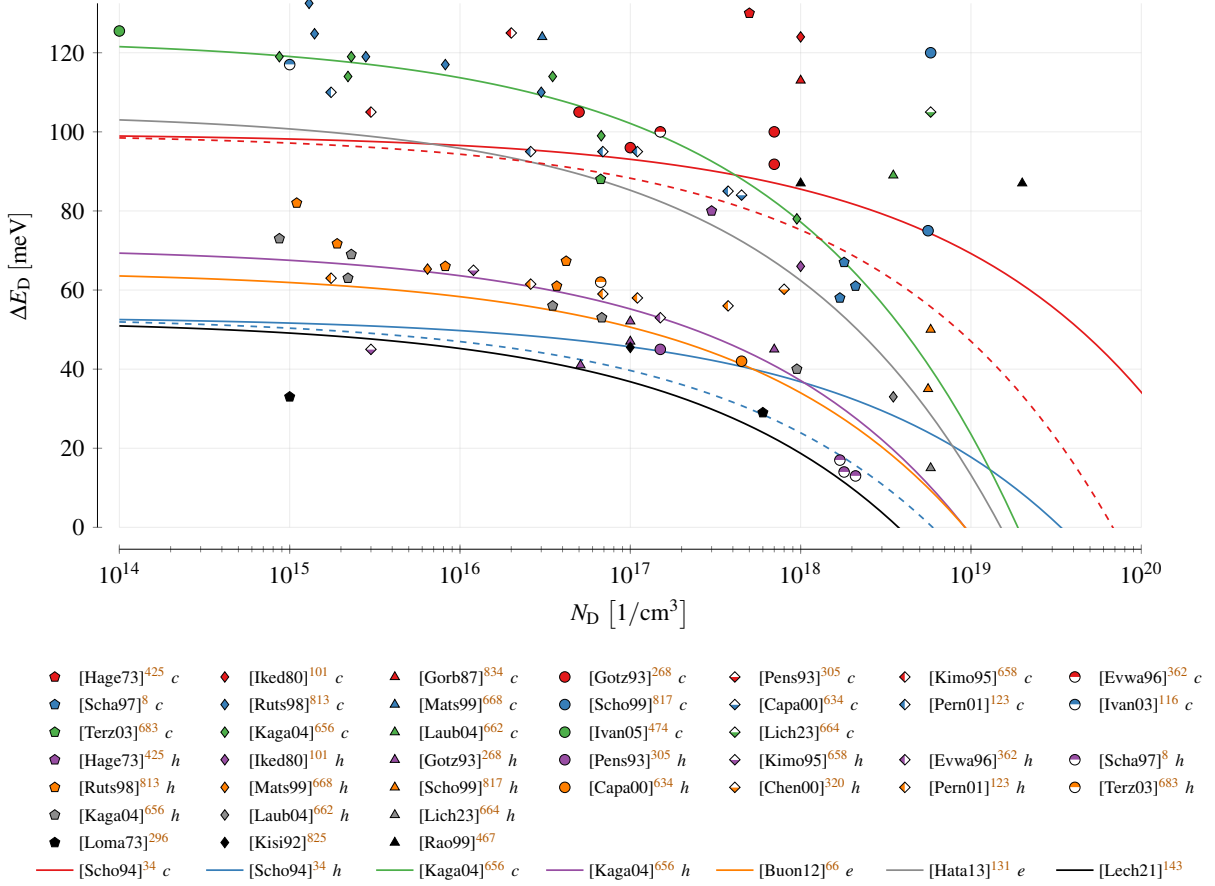 120
100
80
60
40
20
0
ΔE_D [meV]
10^14 10^15 10^16 10^17 10^18 10^19 10^20
N_D [1/cm^3]
[Hage73]^425 c [Iked80]^101 c [Gorb87]^834 c [Gotz93]^268 c [Pens93]^305 c [Kimo95]^658 c [Evwa96]^362 c
[Scha97]^8 c [Ruts98]^813 c [Mats99]^668 c [Scho99]^817 c [Capa00]^634 c [Pern01]^123 c [Ivan03]^116 c
[Terz03]^683 c [Kaga04]^656 c [Laub04]^662 c [Ivan05]^474 c [Lich23]^664 c
[Hage73]^425 h [Iked80]^101 h [Gotz93]^268 h [Pens93]^305 h [Kimo95]^658 h [Evwa96]^362 h [Scha97]^8 h
[Ruts98]^813 h [Mats99]^668 h [Scho99]^817 h [Capa00]^634 h [Chen00]^320 h [Pern01]^123 h [Terz03]^683 h
[Kaga04]^656 h [Laub04]^662 h [Lich23]^664 h
[Loma73]^296 [Kisi92]^825 [Rao99]^467
[Scho94]^34 c [Scho94]^34 h [Kaga04]^656 c [Kaga04]^656 h [Buon12]^66 e [Hata13]^131 e [Lech21]^143